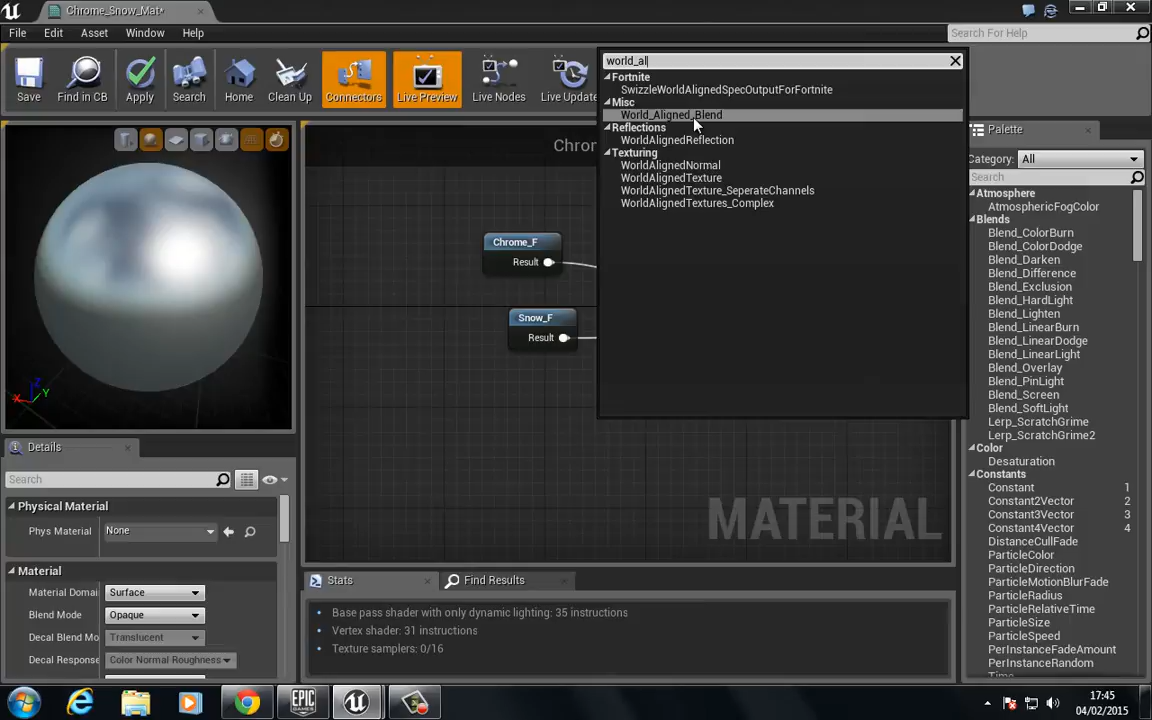 Chrome_Snow_Mat*
File Edit Asset Window Help
Search For Help
Save Find in CB Apply Search Home Clean Up Connectors Live Preview Live Nodes Live Update
world_al
Fortnite
SwizzleWorldAlignedSpecOutputForFortnite
Misc
World_Aligned_Blend
Reflections
WorldAlignedReflection
Texturing
WorldAlignedNormal
WorldAlignedTexture
WorldAlignedTexture_SeperateChannels
WorldAlignedTextures_Complex
Chrom
Chrome_F
Result
Snow_F
Result
MATERIAL
X Y Z
Details
Search
Physical Material
Phys Material None
Material
Material Domai Surface
Blend Mode Opaque
Decal Blend Mo Translucent
Decal Response Color Normal Roughness
Stats Find Results
• Base pass shader with only dynamic lighting: 35 instructions
• Vertex shader: 31 instructions
• Texture samplers: 0/16
Palette
Category: All
Search
Atmosphere
AtmosphericFogColor
Blends
Blend_ColorBurn
Blend_ColorDodge
Blend_Darken
Blend_Difference
Blend_Exclusion
Blend_HardLight
Blend_Lighten
Blend_LinearBurn
Blend_LinearDodge
Blend_LinearLight
Blend_Overlay
Blend_PinLight
Blend_Screen
Blend_SoftLight
Lerp_ScratchGrime
Lerp_ScratchGrime2
Color
Desaturation
Constants
Constant 1
Constant2Vector 2
Constant3Vector 3
Constant4Vector 4
DistanceCullFade
ParticleColor
ParticleDirection
ParticleMotionBlurFade
ParticleRadius
ParticleRelativeTime
ParticleSize
ParticleSpeed
PerInstanceFadeAmount
PerInstanceRandom
Time
EPIC GAMES
17:45
04/02/2015